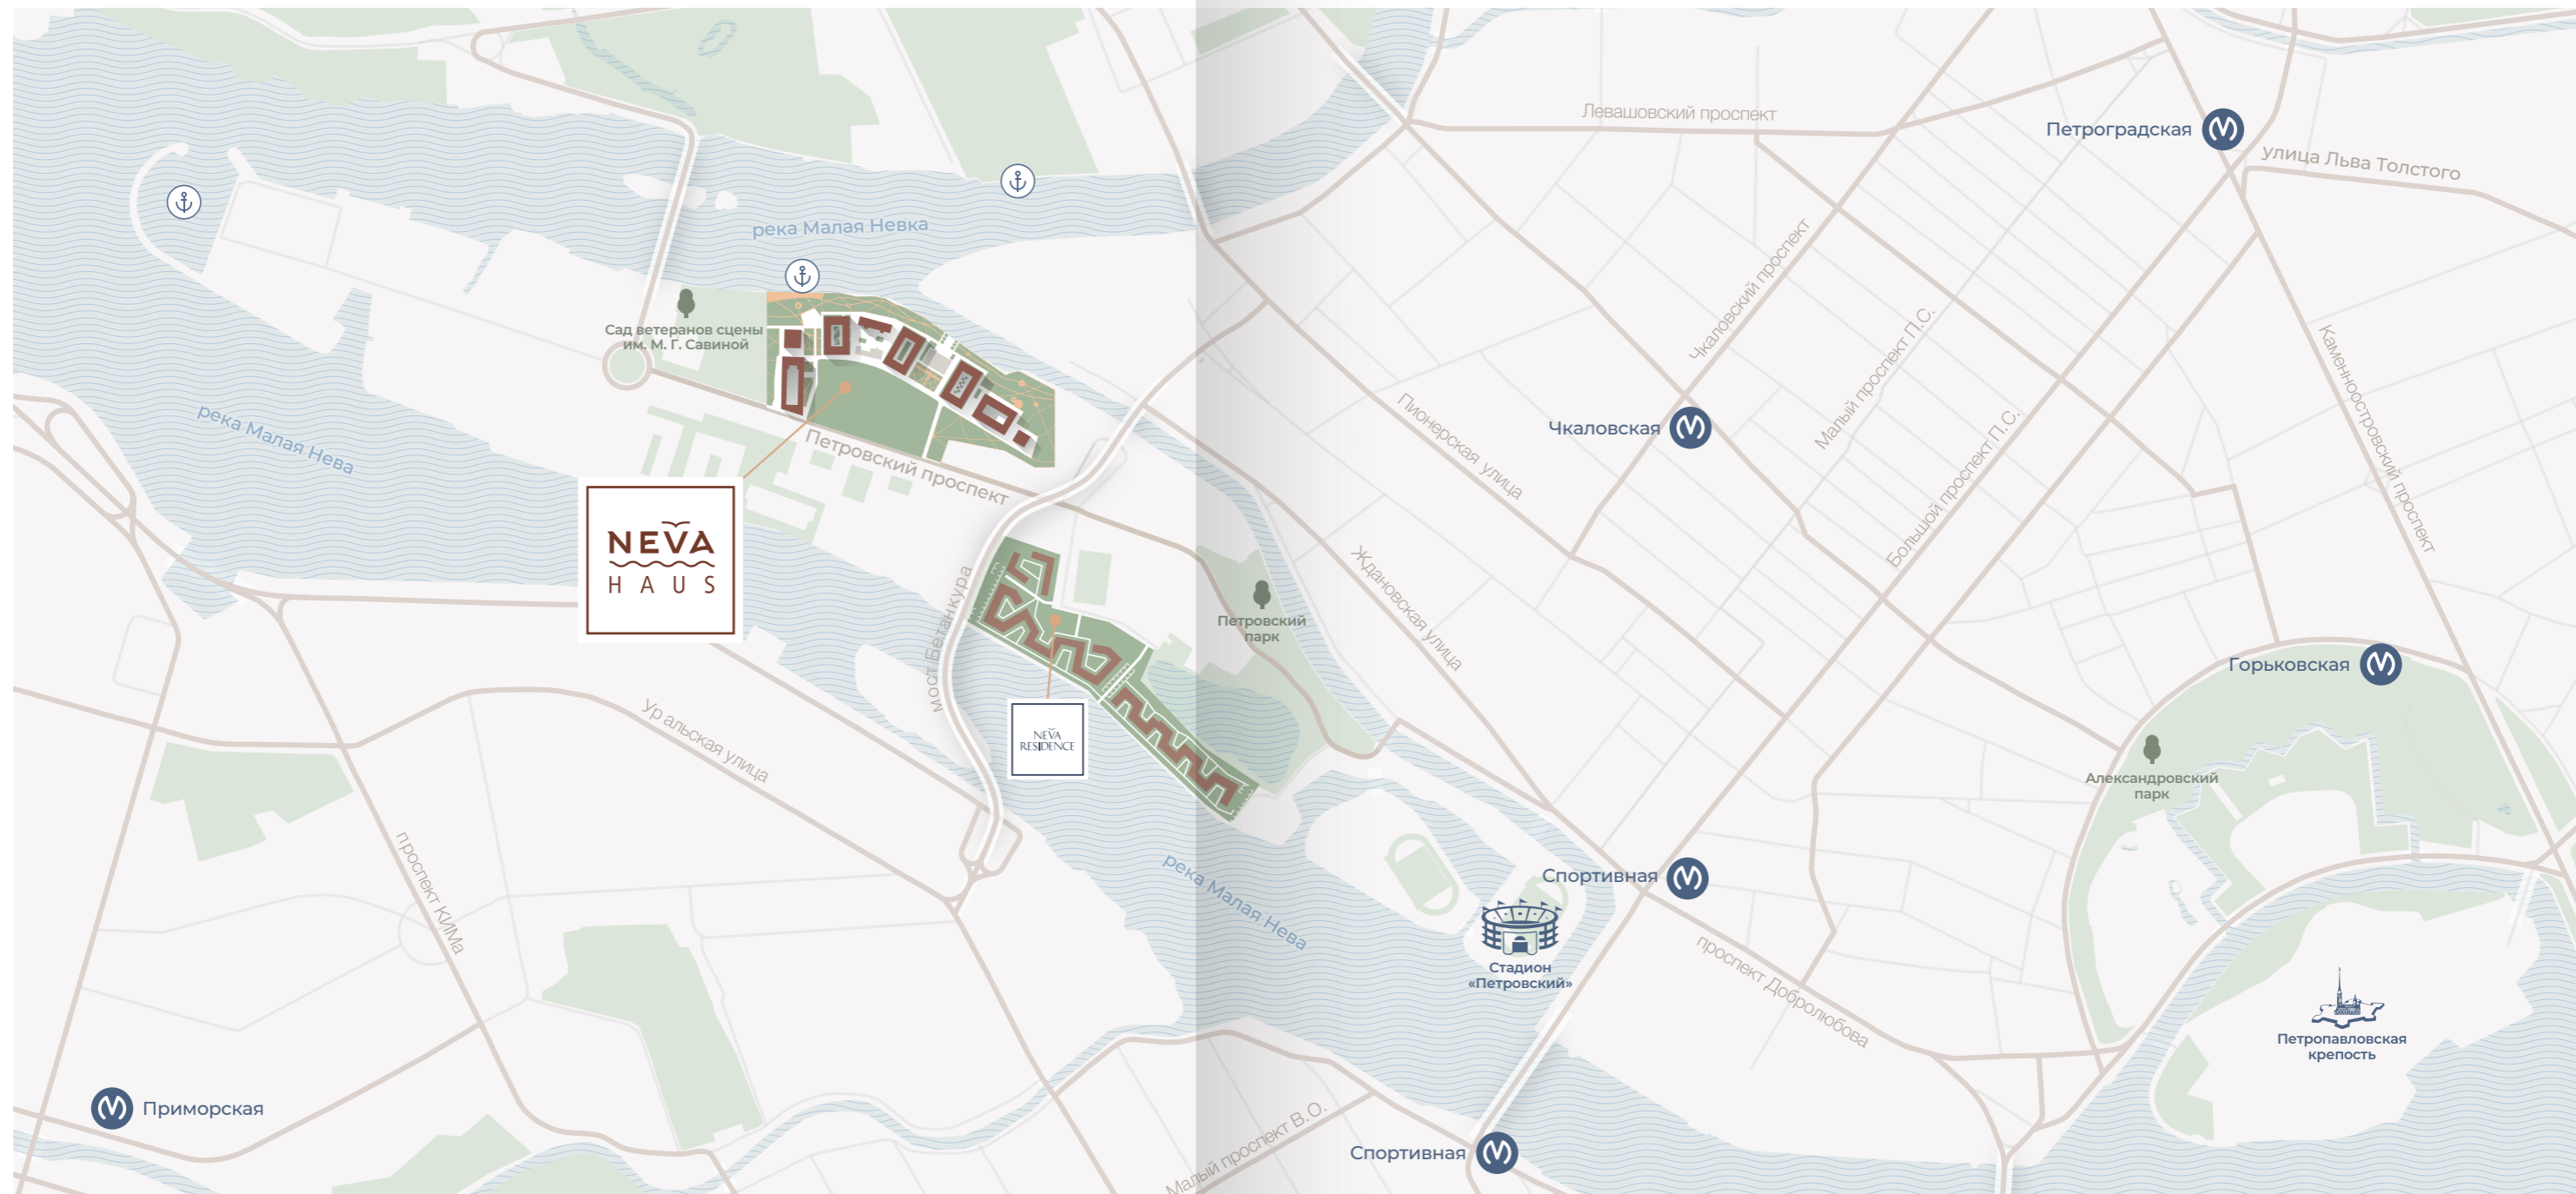 Левашовский проспект
Петроградская
улица Льва Толстого
река Малая Невка
Сад ветеранов сцены
им. М. Г. Савиной
Чкаловский проспект
Малый проспект П.С.
Каменноостровский проспект
река Малая Нева
Пионерская улица
Чкаловская
Большой проспект П.С.
Петровский проспект
NEVA
HAUS
Ждановская улица
мост Бетанкура
Петровский
парк
Горьковская
Ур альская улица
NEVA
RESIDENCE
Александровский
парк
проспект КИМа
река Малая Нева
Спортивная
Стадион
«Петровский»
проспект Добролюбова
Петропавловская
крепость
Приморская
Малый проспект В.О.
Спортивная